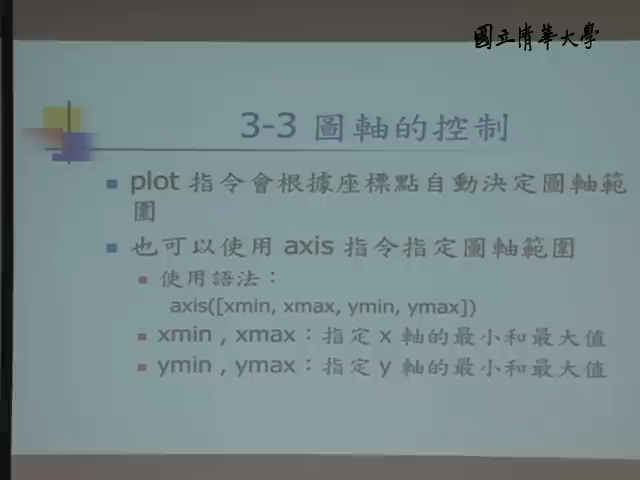 國立清華大學
3-3 圖軸的控制
plot 指令會根據座標點自動決定圖軸範
圍
也可以使用 axis 指令指定圖軸範圍
使用語法：
axis([xmin, xmax, ymin, ymax])
xmin , xmax：指定 x 軸的最小和最大值
ymin , ymax：指定 y 軸的最小和最大值